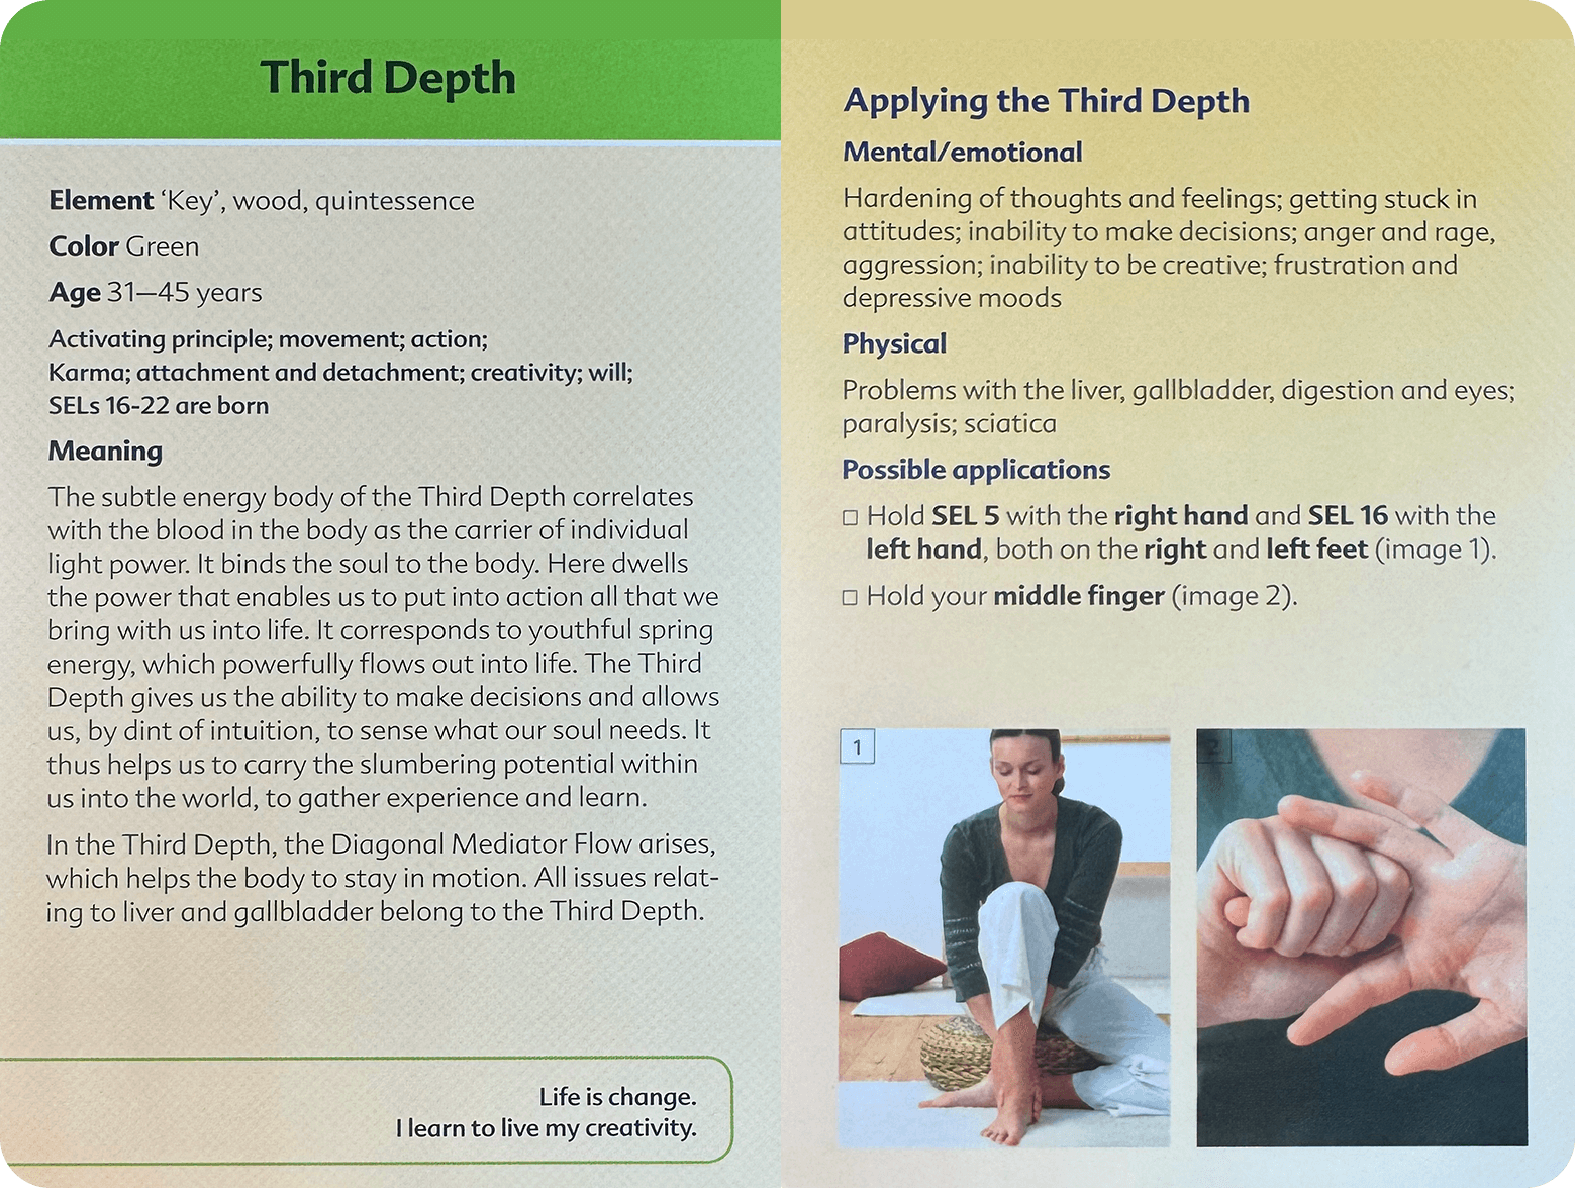 Third Depth
Element ‘Key’, wood, quintessence
Color Green
Age 31—45 years
Activating principle; movement; action;
Karma; attachment and detachment; creativity; will;
SELs 16-22 are born
Meaning
The subtle energy body of the Third Depth correlates
with the blood in the body as the carrier of individual
light power. It binds the soul to the body. Here dwells
the power that enables us to put into action all that we
bring with us into life. It corresponds to youthful spring
energy, which powerfully flows out into life. The Third
Depth gives us the ability to make decisions and allows
us, by dint of intuition, to sense what our soul needs. It
thus helps us to carry the slumbering potential within
us into the world, to gather experience and learn.
In the Third Depth, the Diagonal Mediator Flow arises,
which helps the body to stay in motion. All issues relat-
ing to liver and gallbladder belong to the Third Depth.
Life is change.
I learn to live my creativity.
Applying the Third Depth
Mental/emotional
Hardening of thoughts and feelings; getting stuck in
attitudes; inability to make decisions; anger and rage,
aggression; inability to be creative; frustration and
depressive moods
Physical
Problems with the liver, gallbladder, digestion and eyes;
paralysis; sciatica
Possible applications
□ Hold SEL 5 with the right hand and SEL 16 with the
left hand, both on the right and left feet (image 1).
□ Hold your middle finger (image 2).
1
2